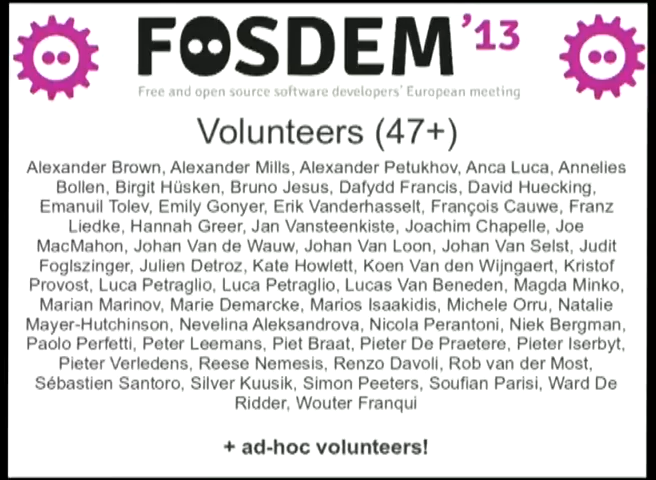 FOSDEM '13
Free and open source software developers' European meeting
Volunteers (47+)
Alexander Brown, Alexander Mills, Alexander Petukhov, Anca Luca, Annelies
Bollen, Birgit Hüsken, Bruno Jesus, Dafydd Francis, David Huecking,
Emanuil Tolev, Emily Gonyer, Erik Vanderhasselt, François Cauwe, Franz
Liedke, Hannah Greer, Jan Vansteenkiste, Joachim Chapelle, Joe
MacMahon, Johan Van de Wauw, Johan Van Loon, Johan Van Selst, Judit
Foglszinger, Julien Detroz, Kate Howlett, Koen Van den Wijngaert, Kristof
Provost, Luca Petraglio, Luca Petraglio, Lucas Van Beneden, Magda Minko,
Marian Marinov, Marie Demarcke, Marios Isaakidis, Michele Orru, Natalie
Mayer-Hutchinson, Nevelina Aleksandrova, Nicola Perantoni, Niek Bergman,
Paolo Perfetti, Peter Leemans, Piet Braat, Pieter De Praetere, Pieter Iserbyt,
Pieter Verledens, Reese Nemesis, Renzo Davoli, Rob van der Most,
Sébastien Santoro, Silver Kuusik, Simon Peeters, Soufian Parisi, Ward De
Ridder, Wouter Franqui
+ ad-hoc volunteers!